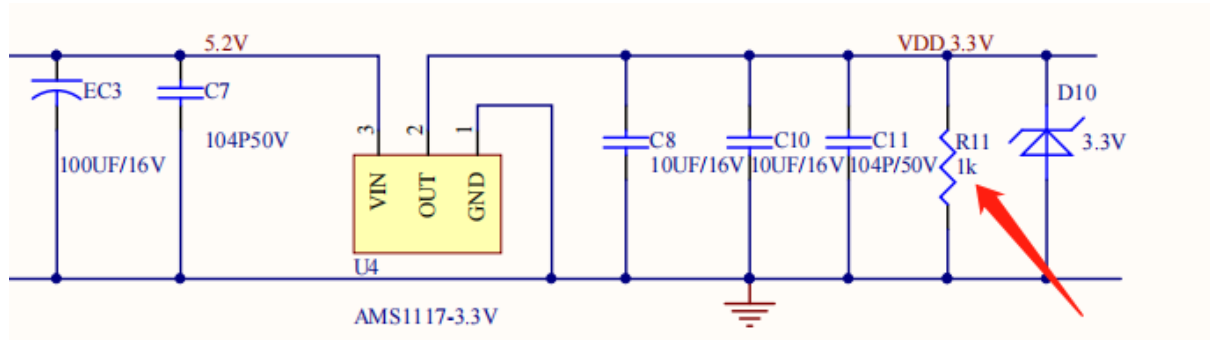 5.2V
VDD 3.3V
EC3
C7
D10
104P50V
3
2
1
C8
C10
C11
R11
3.3V
100UF/16V
10UF/16V
10UF/16V
104P/50V
1k
VIN
OUT
GND
U4
AMS1117-3.3V